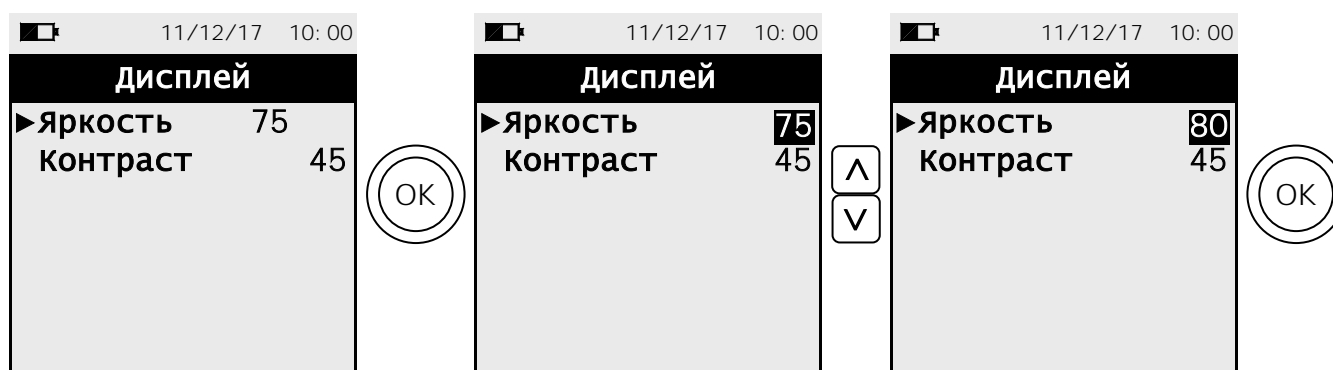 11/12/17 10:00
Дисплей
▶Яркость 75
Контраст 45
OK
11/12/17 10:00
Дисплей
▶Яркость 75
Контраст 45
∧
∨
11/12/17 10:00
Дисплей
▶Яркость 80
Контраст 45
OK